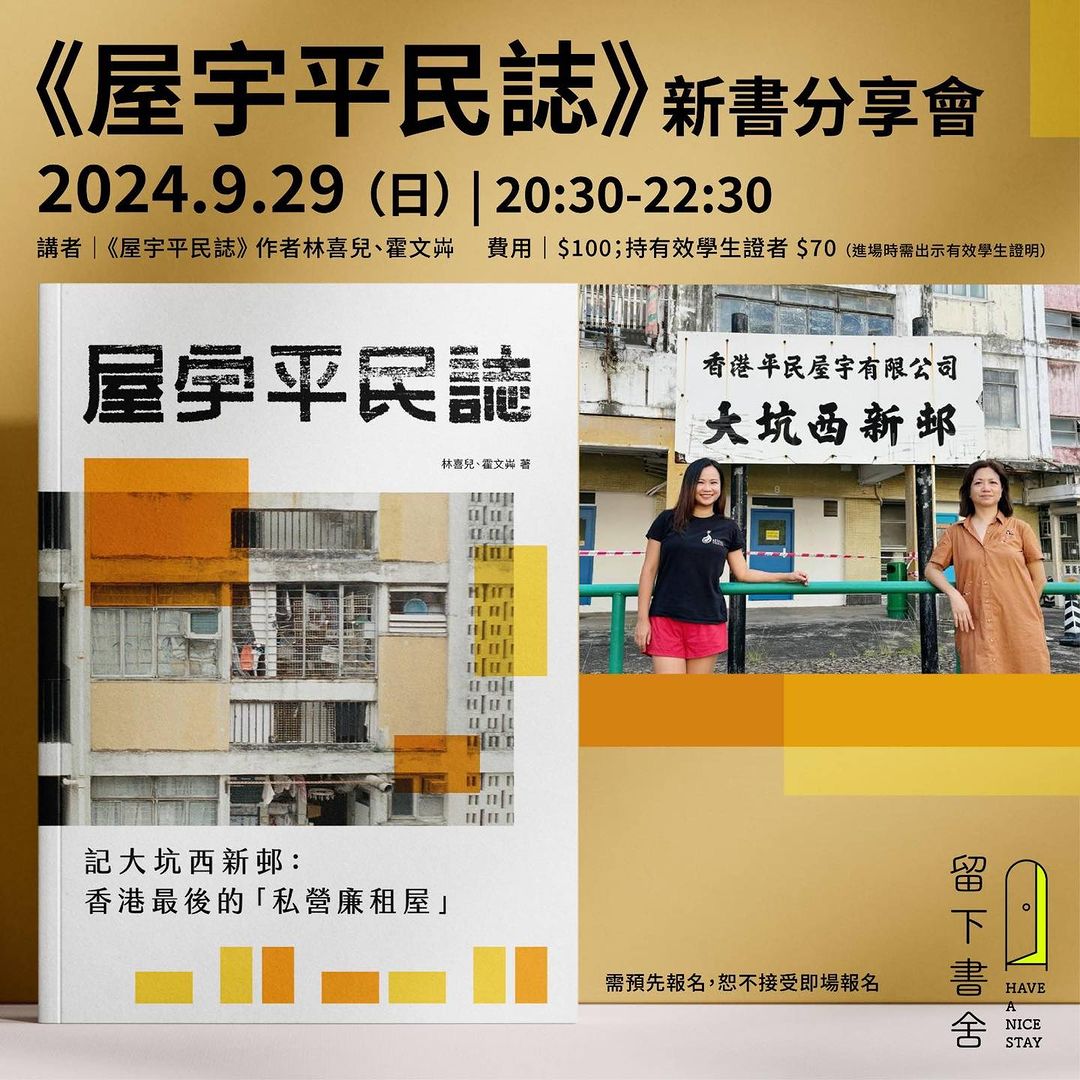 《屋宇平民誌》新書分享會
2024.9.29（日）| 20:30-22:30
講者｜《屋宇平民誌》作者林喜兒、霍文岇 費用｜$100；持有效學生證者 $70（進場時需出示有效學生證明）
屋宇平民誌
林喜兒、霍文岇 著
記大坑西新邨：
香港最後的「私營廉租屋」
香港平民屋宇有限公司
大坑西新邨
8
需預先報名，恕不接受即場報名
留下書舍
HAVE
A
NICE
STAY